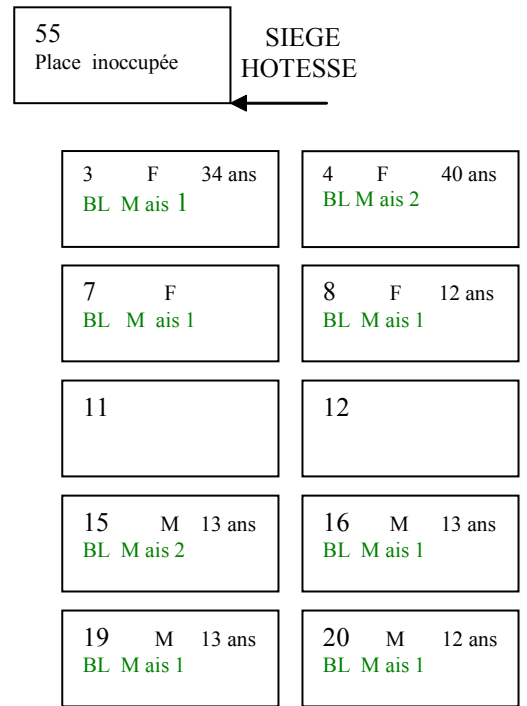 55
Place inoccupée
SIEGE
HOTESSE
3 F 34 ans
BL M ais 1
4 F 40 ans
BL M ais 2
7 F
BL M ais 1
8 F 12 ans
BL M ais 1
11
12
15 M 13 ans
BL M ais 2
16 M 13 ans
BL M ais 1
19 M 13 ans
BL M ais 1
20 M 12 ans
BL M ais 1